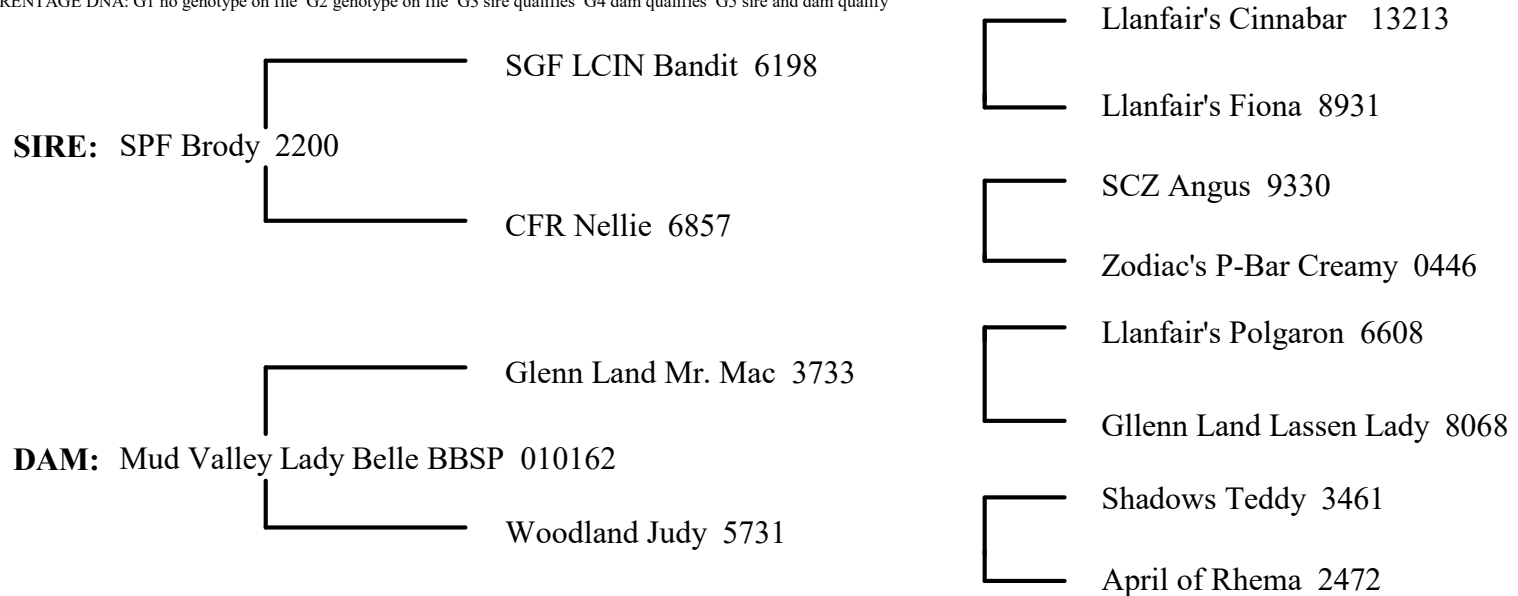 RENTAGE DNA: G1 no genotype on file G2 genotype on file G3 sire qualifies G4 dam qualifies G5 sire and dam qualify
Llanfair's Cinnabar 13213
SGF LCIN Bandit 6198
Llanfair's Fiona 8931
SIRE: SPF Brody 2200
SCZ Angus 9330
CFR Nellie 6857
Zodiac's P-Bar Creamy 0446
Llanfair's Polgaron 6608
Glenn Land Mr. Mac 3733
Gllenn Land Lassen Lady 8068
DAM: Mud Valley Lady Belle BBSP 010162
Shadows Teddy 3461
Woodland Judy 5731
April of Rhema 2472